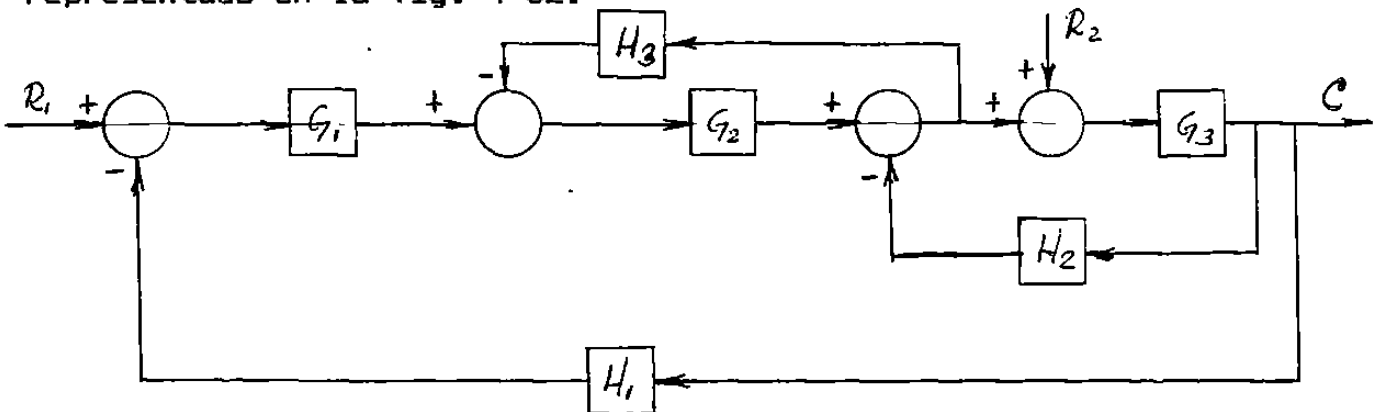 H₃
R₂
-
+
R₁ +
G₁
+
G₂
+
+
G₃
C
-
-
H₂
H₁